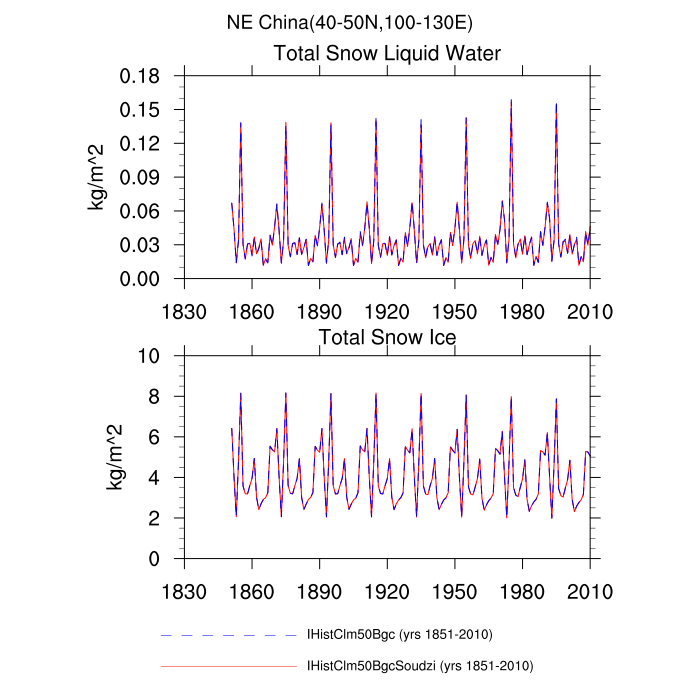 NE China(40-50N,100-130E)
Total Snow Liquid Water
0.18
0.15
0.12
0.09
0.06
0.03
0.00
kg/m^2
1830 1860 1890 1920 1950 1980 2010
Total Snow Ice
10
8
6
4
2
0
kg/m^2
1830 1860 1890 1920 1950 1980 2010
IHistClm50Bgc (yrs 1851-2010)
IHistClm50BgcSoudzi (yrs 1851-2010)